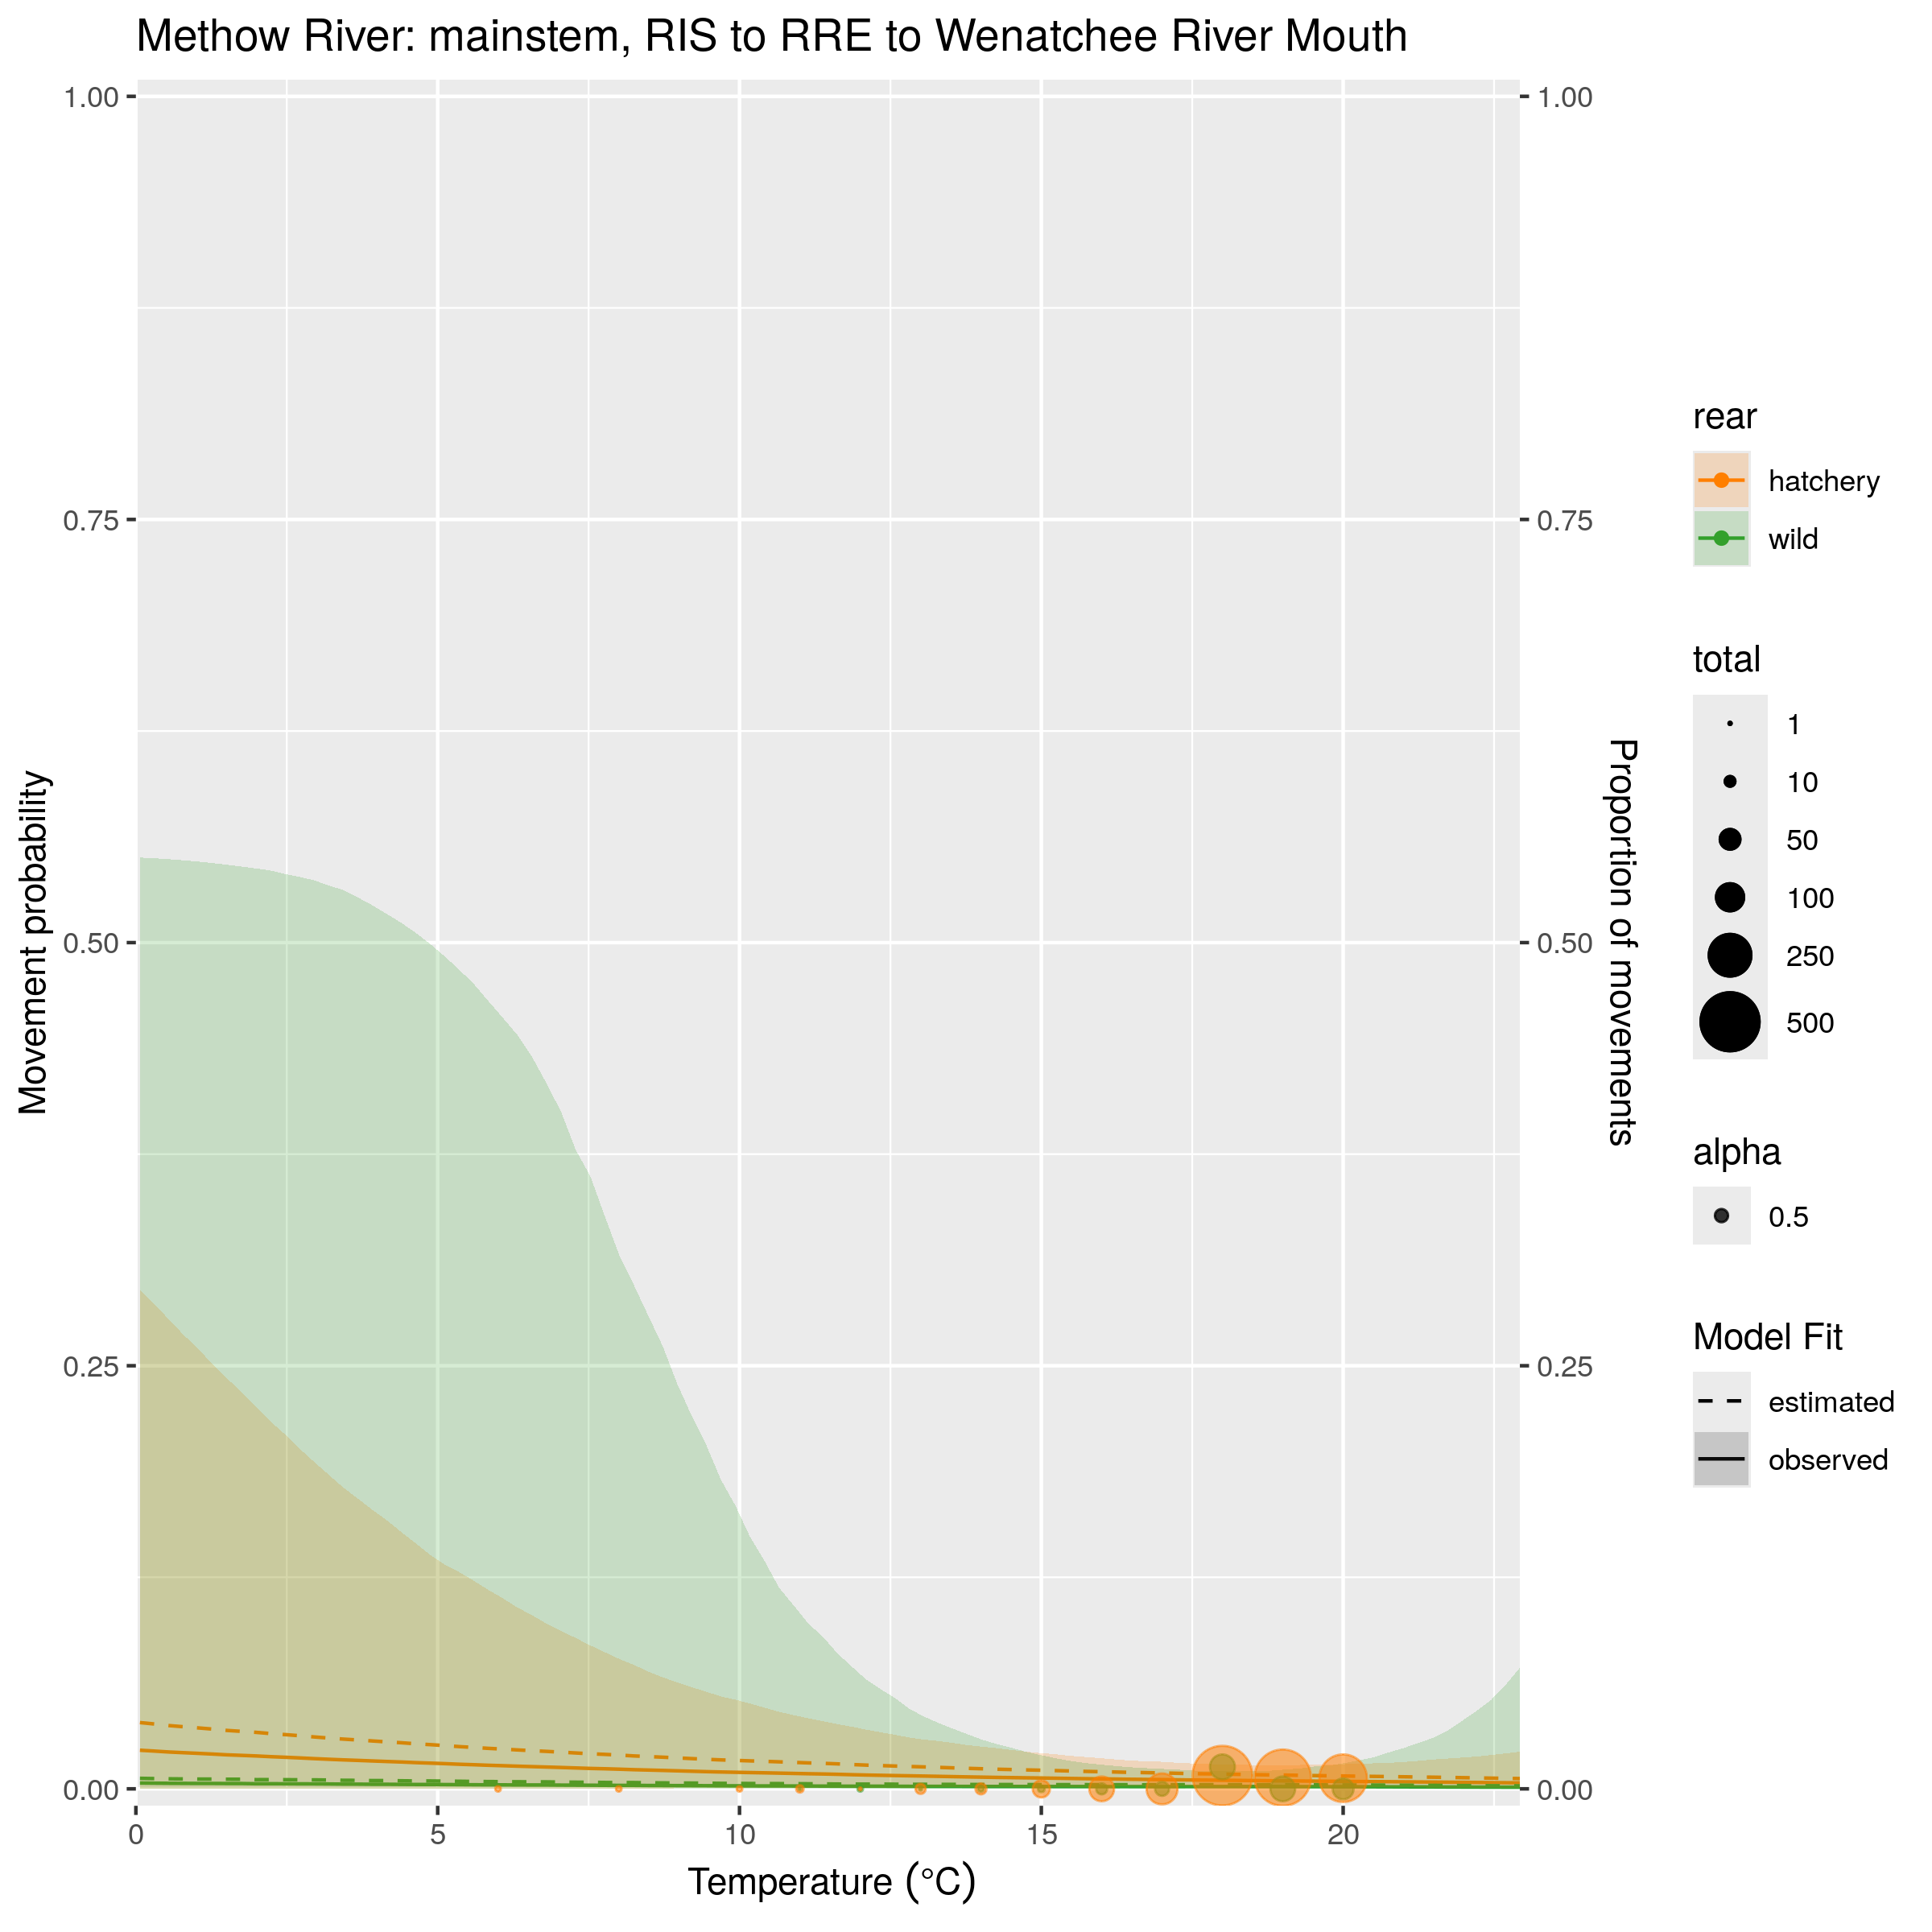 Methow River: mainstem, RIS to RRE to Wenatchee River Mouth
Movement probability
1.00
0.75
0.50
0.25
0.00
0
5
10
15
20
Temperature (°C)
1.00
0.75
0.50
0.25
0.00
Proportion of movements
rear
hatchery
wild
total
1
10
50
100
250
500
alpha
0.5
Model Fit
estimated
observed